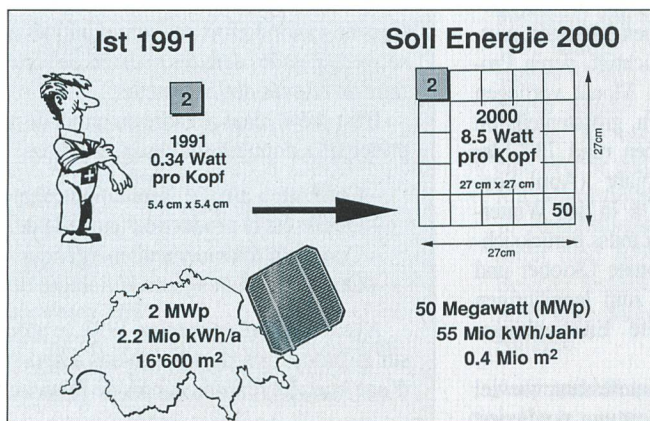 Ist 1991
2
1991
0.34 Watt
pro Kopf
5.4 cm x 5.4 cm
2 MWp
2.2 Mio kWh/a
16'600 m²
Soll Energie 2000
2
2000
8.5 Watt
pro Kopf
27 cm x 27 cm
50
27cm
27cm
50 Megawatt (MWp)
55 Mio kWh/Jahr
0.4 Mio m²